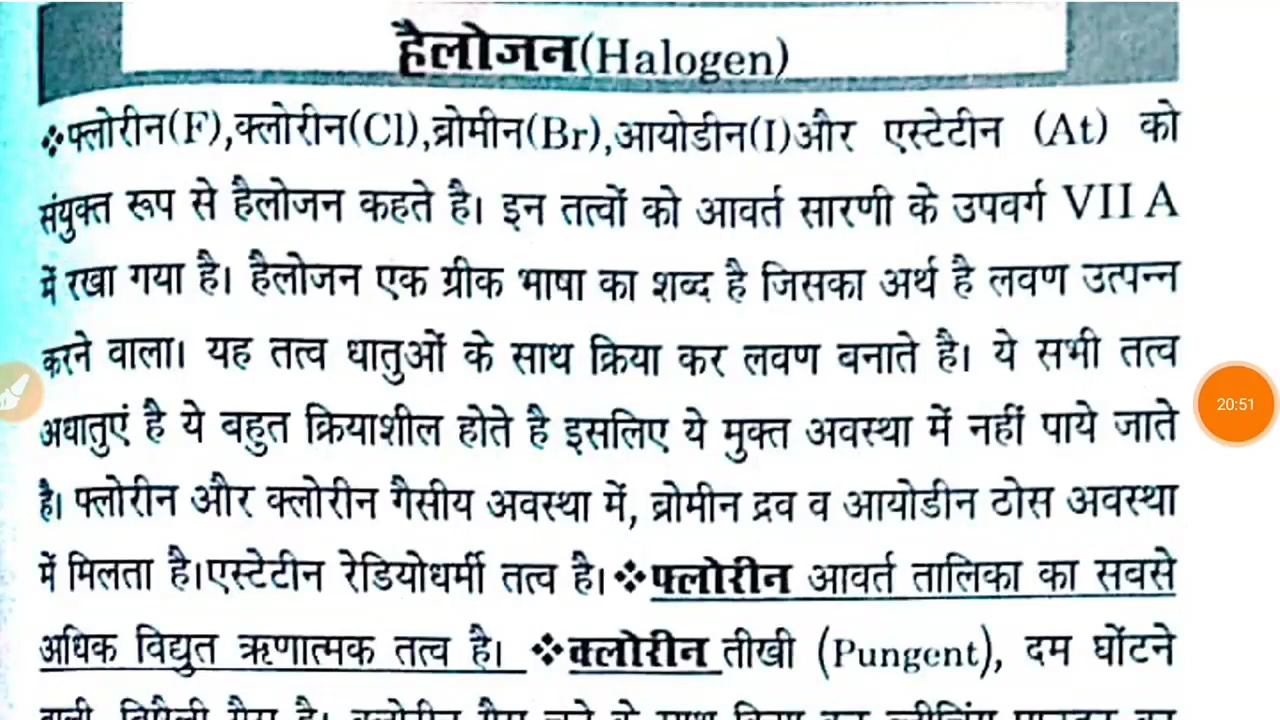 हैलोजन(Halogen)
❖फ्लोरीन(F),क्लोरीन(Cl),ब्रोमीन(Br),आयोडीन(I)और एस्टेटीन (At) को
संयुक्त रूप से हैलोजन कहते है। इन तत्वों को आवर्त सारणी के उपवर्ग VII A
में रखा गया है। हैलोजन एक ग्रीक भाषा का शब्द है जिसका अर्थ है लवण उत्पन्न
करने वाला। यह तत्व धातुओं के साथ क्रिया कर लवण बनाते है। ये सभी तत्व
अधातुएं है ये बहुत क्रियाशील होते है इसलिए ये मुक्त अवस्था में नहीं पाये जाते
है। फ्लोरीन और क्लोरीन गैसीय अवस्था में, ब्रोमीन द्रव व आयोडीन ठोस अवस्था
में मिलता है।एस्टेटीन रेडियोधर्मी तत्व है।❖फ्लोरीन आवर्त तालिका का सबसे
अधिक विद्युत ऋणात्मक तत्व है। ❖क्लोरीन तीखी (Pungent), दम घोंटने
20:51